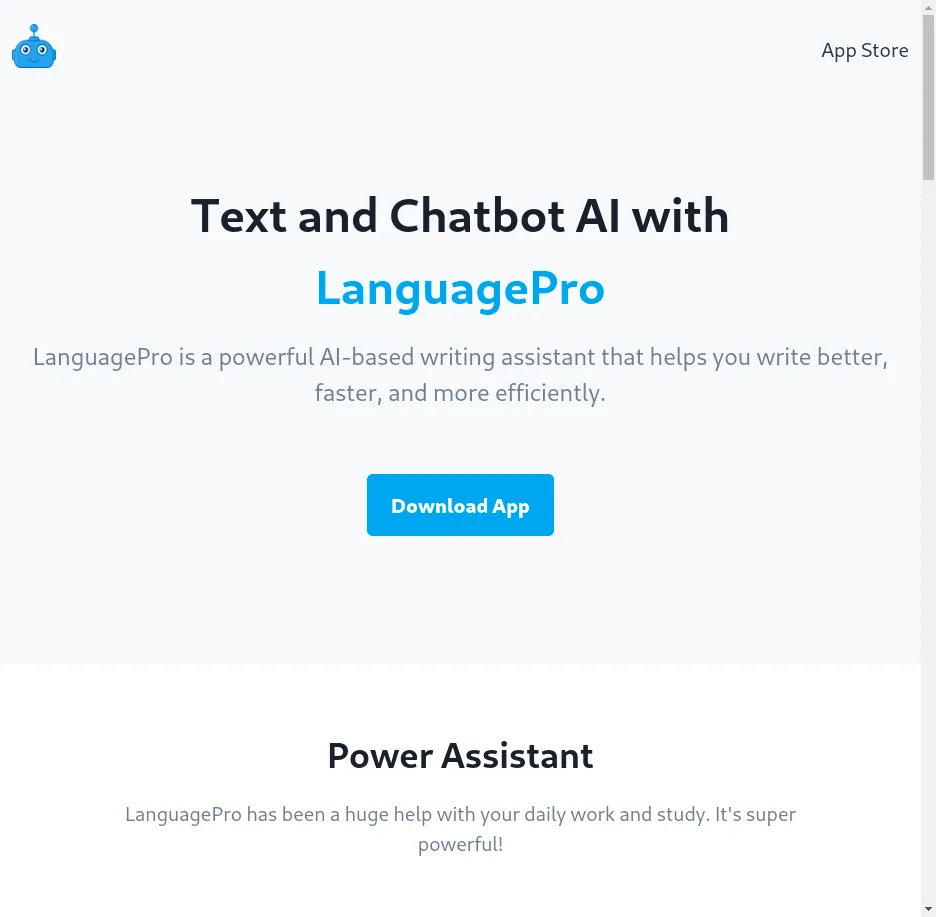 App Store
Text and Chatbot AI with
LanguagePro
LanguagePro is a powerful AI-based writing assistant that helps you write better,
faster, and more efficiently.
Download App
Power Assistant
LanguagePro has been a huge help with your daily work and study. It's super
powerful!